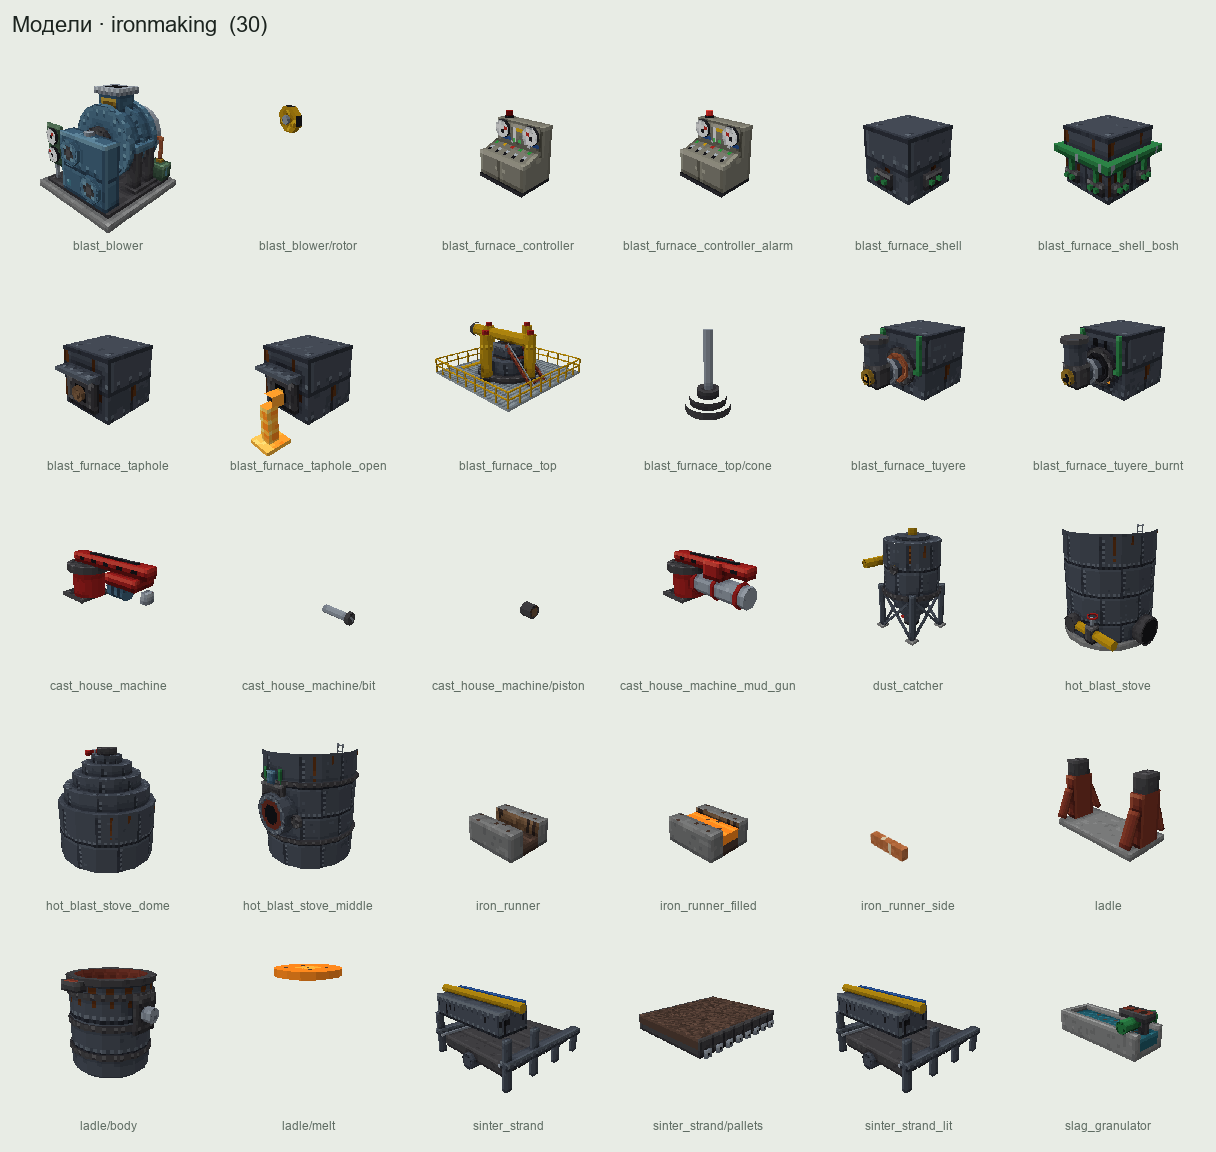 Модели · ironmaking (30)
blast_blower
blast_blower/rotor
blast_furnace_controller
blast_furnace_controller_alarm
blast_furnace_shell
blast_furnace_shell_bosh
blast_furnace_taphole
blast_furnace_taphole_open
blast_furnace_top
blast_furnace_top/cone
blast_furnace_tuyere
blast_furnace_tuyere_burnt
cast_house_machine
cast_house_machine/bit
cast_house_machine/piston
cast_house_machine_mud_gun
dust_catcher
hot_blast_stove
hot_blast_stove_dome
hot_blast_stove_middle
iron_runner
iron_runner_filled
iron_runner_side
ladle
ladle/body
ladle/melt
sinter_strand
sinter_strand/pallets
sinter_strand_lit
slag_granulator